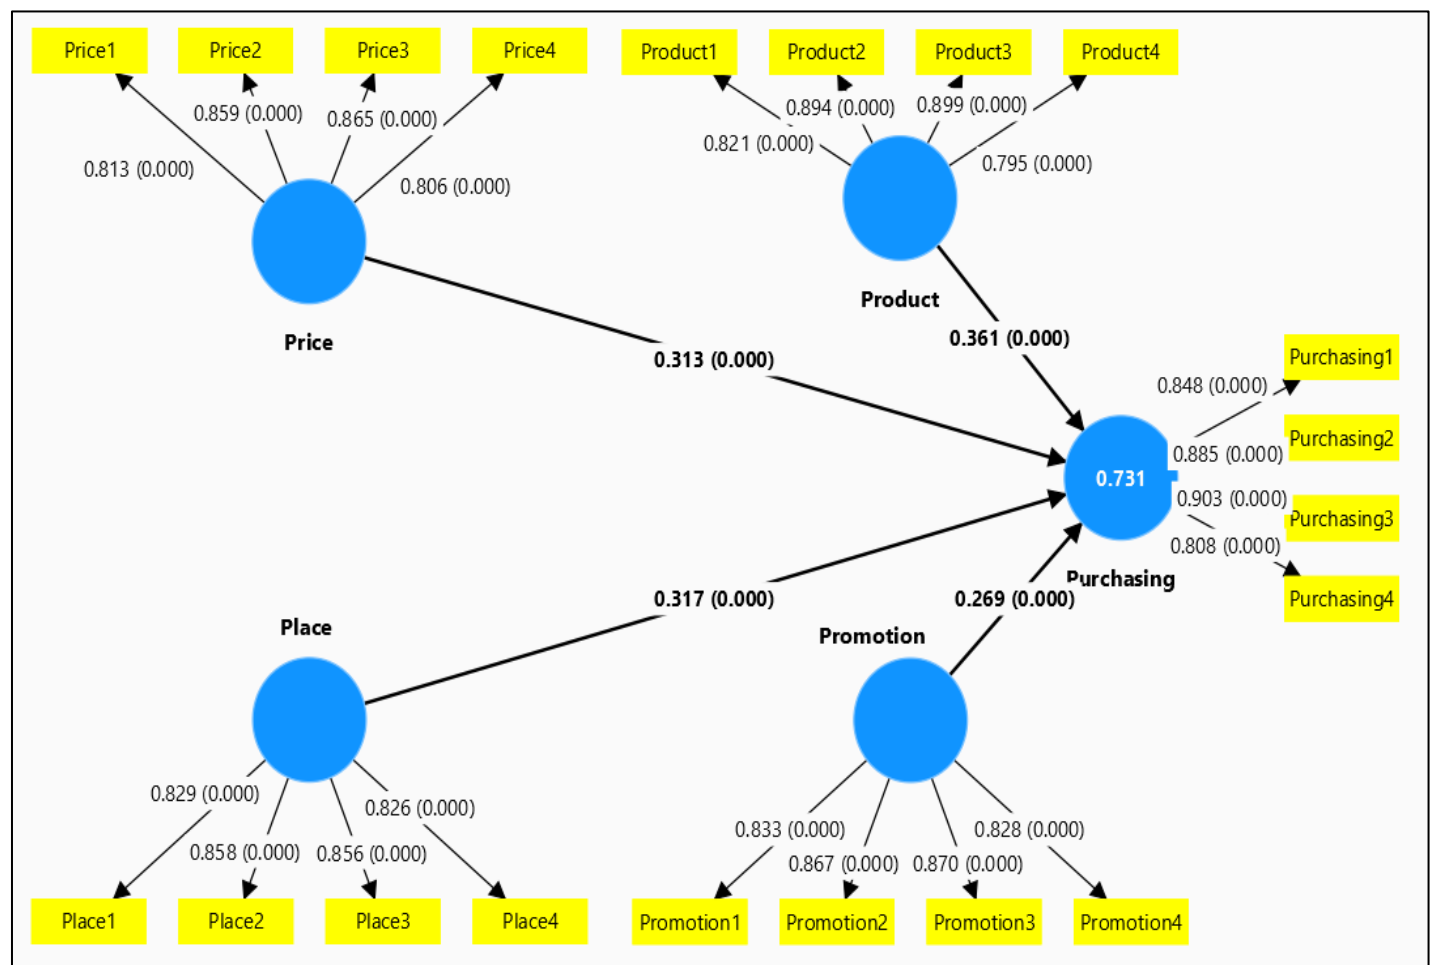 Price1 Price2 Price3 Price4 Product1 Product2 Product3 Product4
0.813 (0.000)
0.859 (0.000)
0.865 (0.000)
0.806 (0.000)
0.821 (0.000)
0.894 (0.000)
0.899 (0.000)
0.795 (0.000)
Price
Product
0.313 (0.000)
0.361 (0.000)
Purchasing1
0.848 (0.000)
Purchasing2
0.885 (0.000)
0.731
0.903 (0.000)
Purchasing3
0.808 (0.000)
Purchasing4
Purchasing
0.317 (0.000)
0.269 (0.000)
Place
Promotion
0.829 (0.000)
0.858 (0.000)
0.856 (0.000)
0.826 (0.000)
0.833 (0.000)
0.867 (0.000)
0.870 (0.000)
0.828 (0.000)
Place1 Place2 Place3 Place4 Promotion1 Promotion2 Promotion3 Promotion4